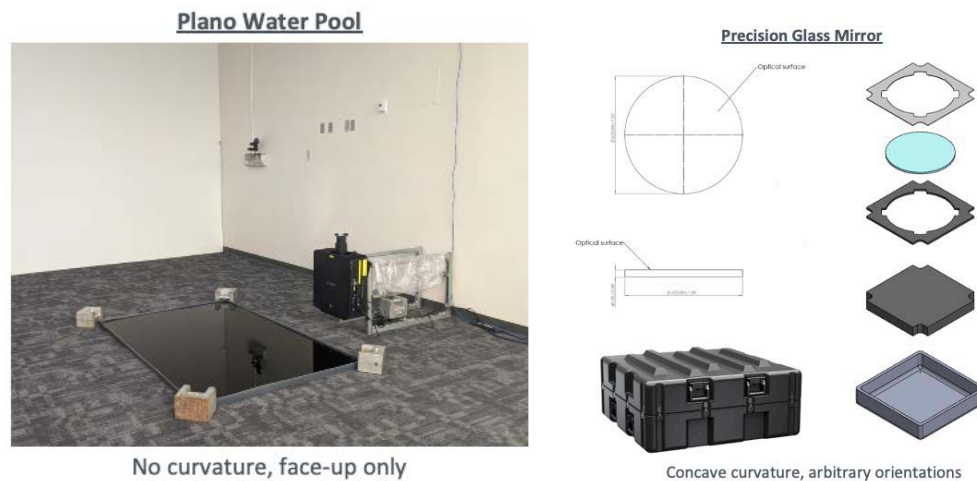 Plano Water Pool
No curvature, face-up only
Precision Glass Mirror
Optical surface
Optical surface
Concave curvature, arbitrary orientations